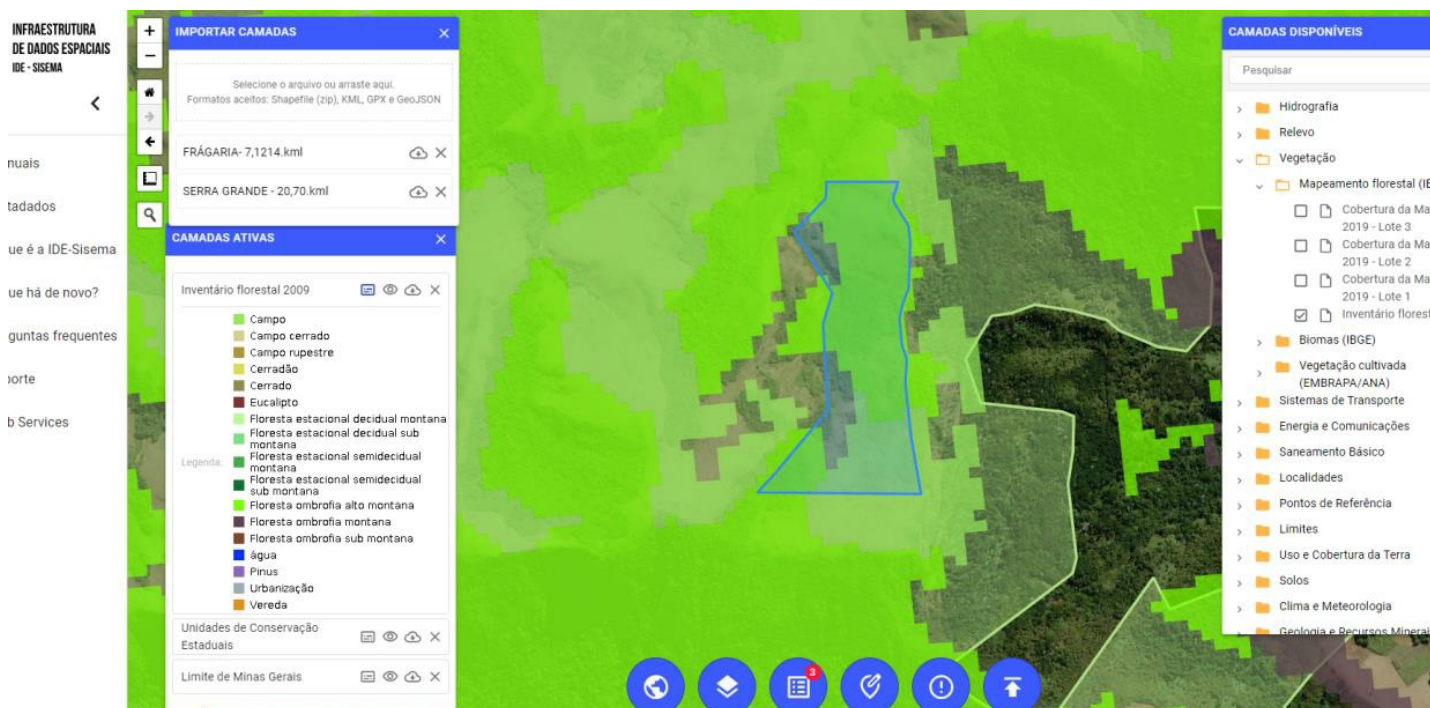 INFRAESTRUTURA
DE DADOS ESPACIAIS
IDE - SISEMA
nuais
tadados
ue é a IDE-Sisema
ue há de novo?
guntas frequentes
orte
b Services
+
−
IMPORTAR CAMADAS
Selecione o arquivo ou arraste aqui.
Formatos aceitos: Shapefile (zip), KML, GPX e GeoJSON
FRÁGARIA- 7,1214.kml
SERRA GRANDE - 20,70.kml
CAMADAS ATIVAS
Inventário florestal 2009
Legenda:
Campo
Campo cerrado
Campo rupestre
Cerradão
Cerrado
Eucalipto
Floresta estacional decidual montana
Floresta estacional decidual sub
montana
Floresta estacional semidecidual
montana
Floresta estacional semidecidual
sub montana
Floresta ombrofia alto montana
Floresta ombrofia montana
Floresta ombrofia sub montana
água
Pinus
Urbanização
Vereda
Unidades de Conservação
Estaduais
Limite de Minas Gerais
3
CAMADAS DISPONÍVEIS
Pesquisar
Hidrografia
Relevo
Vegetação
Mapeamento florestal (IE
Cobertura da Ma
2019 - Lote 3
Cobertura da Ma
2019 - Lote 2
Cobertura da Ma
2019 - Lote 1
Inventário florest
Biomas (IBGE)
Vegetação cultivada
(EMBRAPA/ANA)
Sistemas de Transporte
Energia e Comunicações
Saneamento Básico
Localidades
Pontos de Referência
Limites
Uso e Cobertura da Terra
Solos
Clima e Meteorologia
Geologia e Recursos Minerai